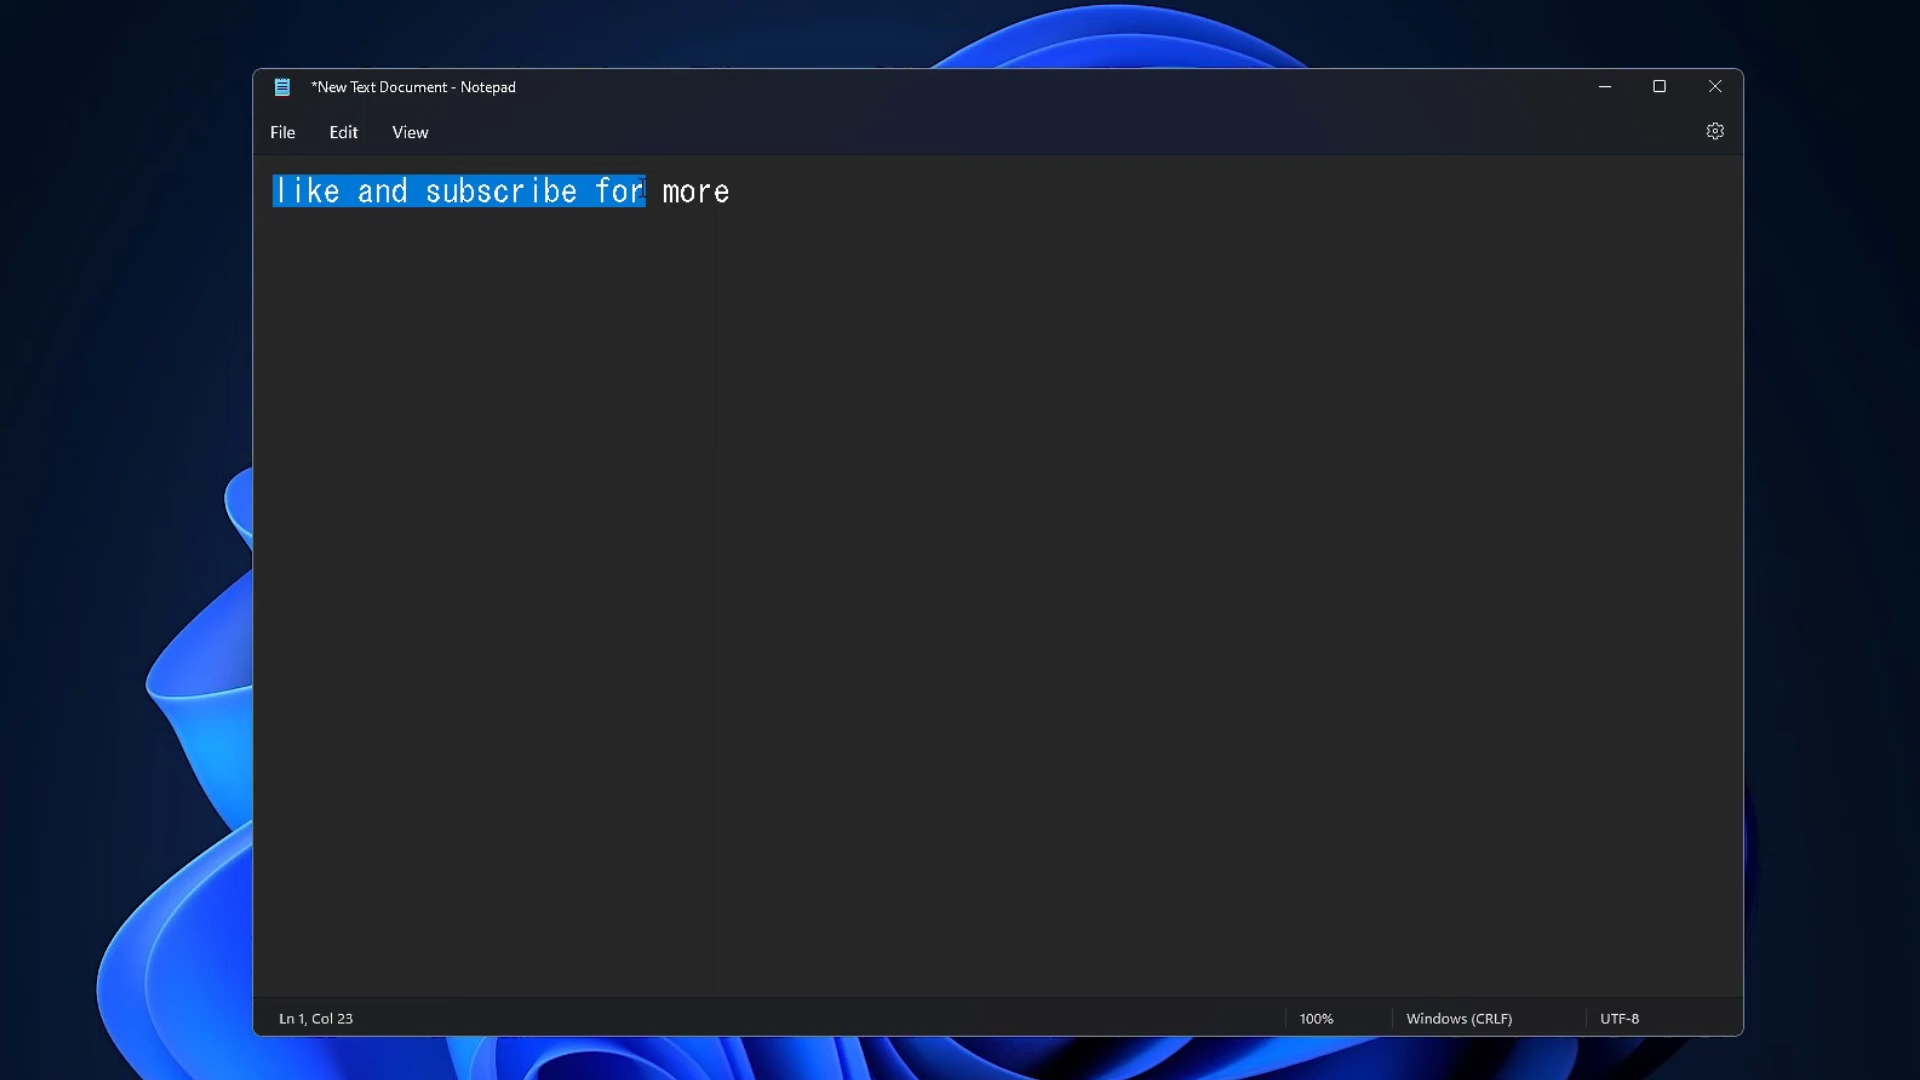 *New Text Document - Notepad
File Edit View
like and subscribe for more
Ln 1, Col 23 100% Windows (CRLF) UTF-8